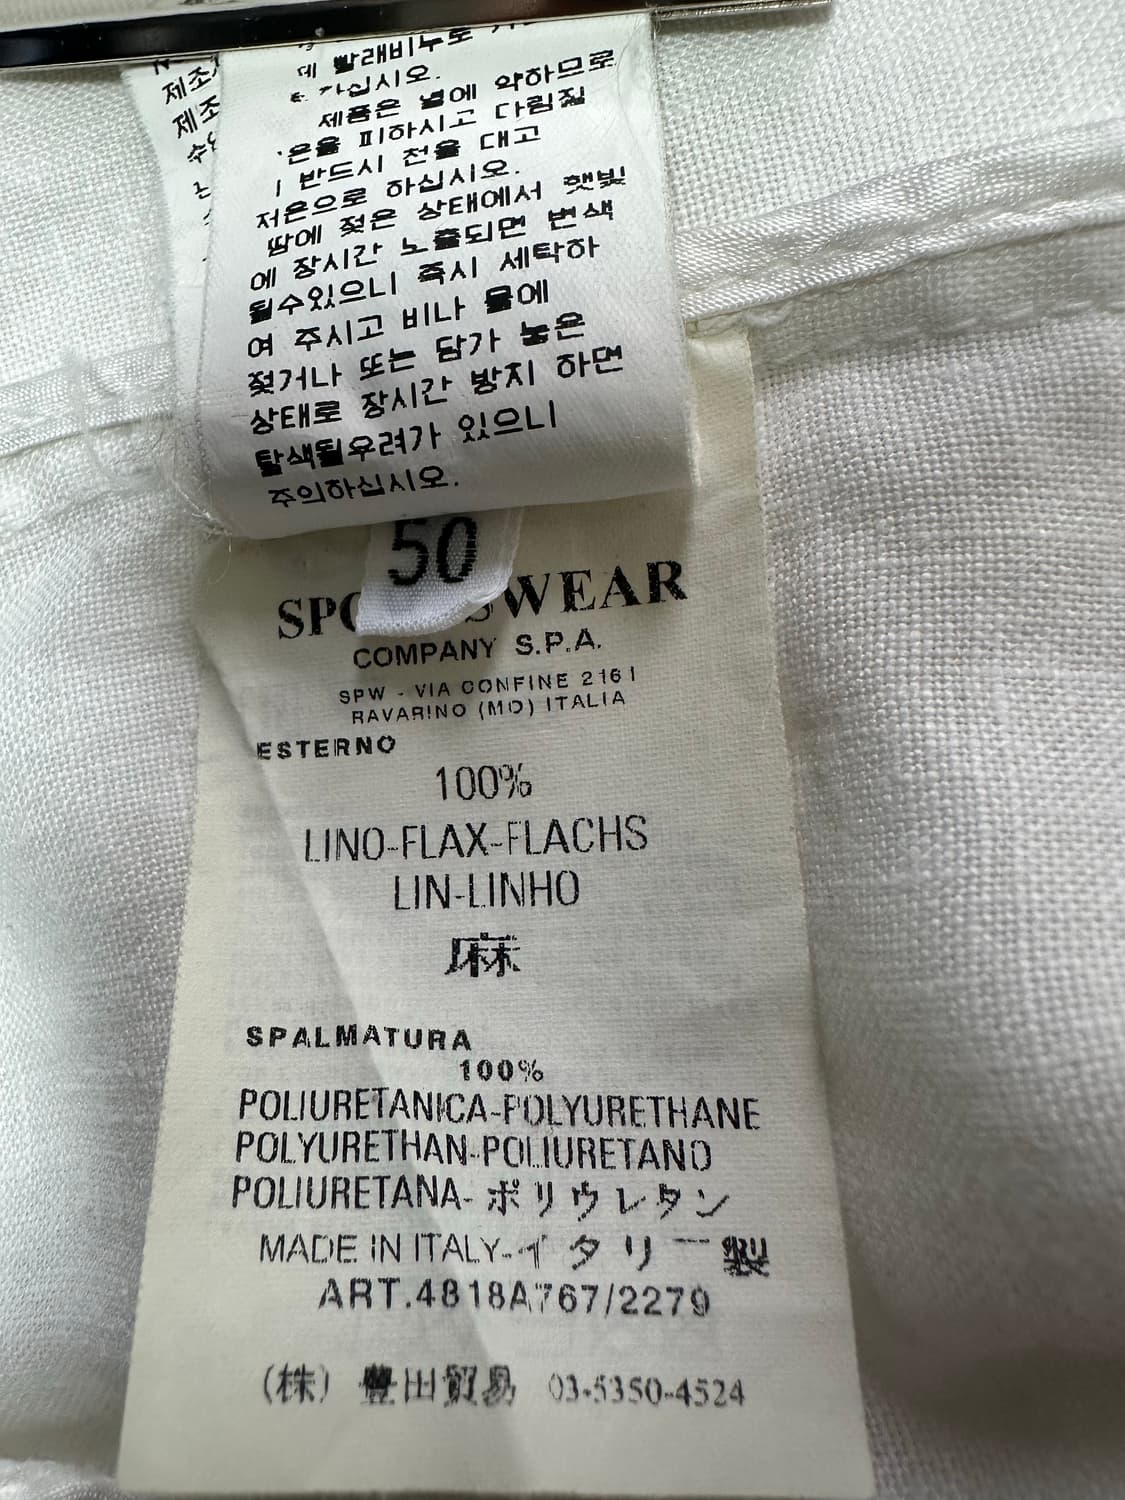 제조
제조
수
데 빨래비누로
가십시오.
제품은 열에 약하므로
온을 피하시고 다림질
반드시 천을 대고
저온으로 하십시오.
땀에 젖은 상태에서 햇빛
에 장시간 노출되면 변색
될수있으니 즉시 세탁하
여 주시고 비나 물에
젖거나 또는 담가 놓은
상태로 장시간 방치 하면
탈색될우려가 있으니
주의하십시오.
50
SPO SWEAR
COMPANY S.P.A.
SPW - VIA CONFINE 2161
RAVARINO (MO) ITALIA
ESTERNO
100%
LINO-FLAX-FLACHS
LIN-LINHO
麻
SPALMATURA
100%
POLIURETANICA-POLYURETHANE
POLYURETHAN-POLIURETANO
POLIURETANA-ポリウレタン
MADE IN ITALY-イタリー製
ART.4818A767/2279
(株) 豊田貿易 03-5350-4524